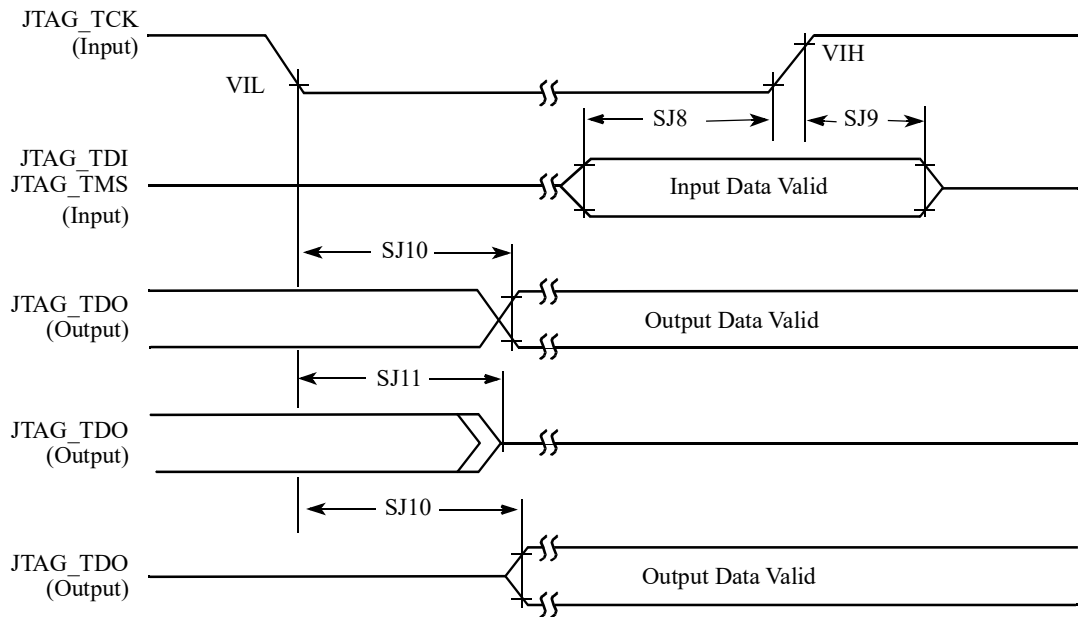 JTAG_TCK
(Input)
VIL
VIH
SJ8
SJ9
JTAG_TDI
JTAG_TMS
(Input)
Input Data Valid
SJ10
JTAG_TDO
(Output)
Output Data Valid
SJ11
JTAG_TDO
(Output)
SJ10
JTAG_TDO
(Output)
Output Data Valid